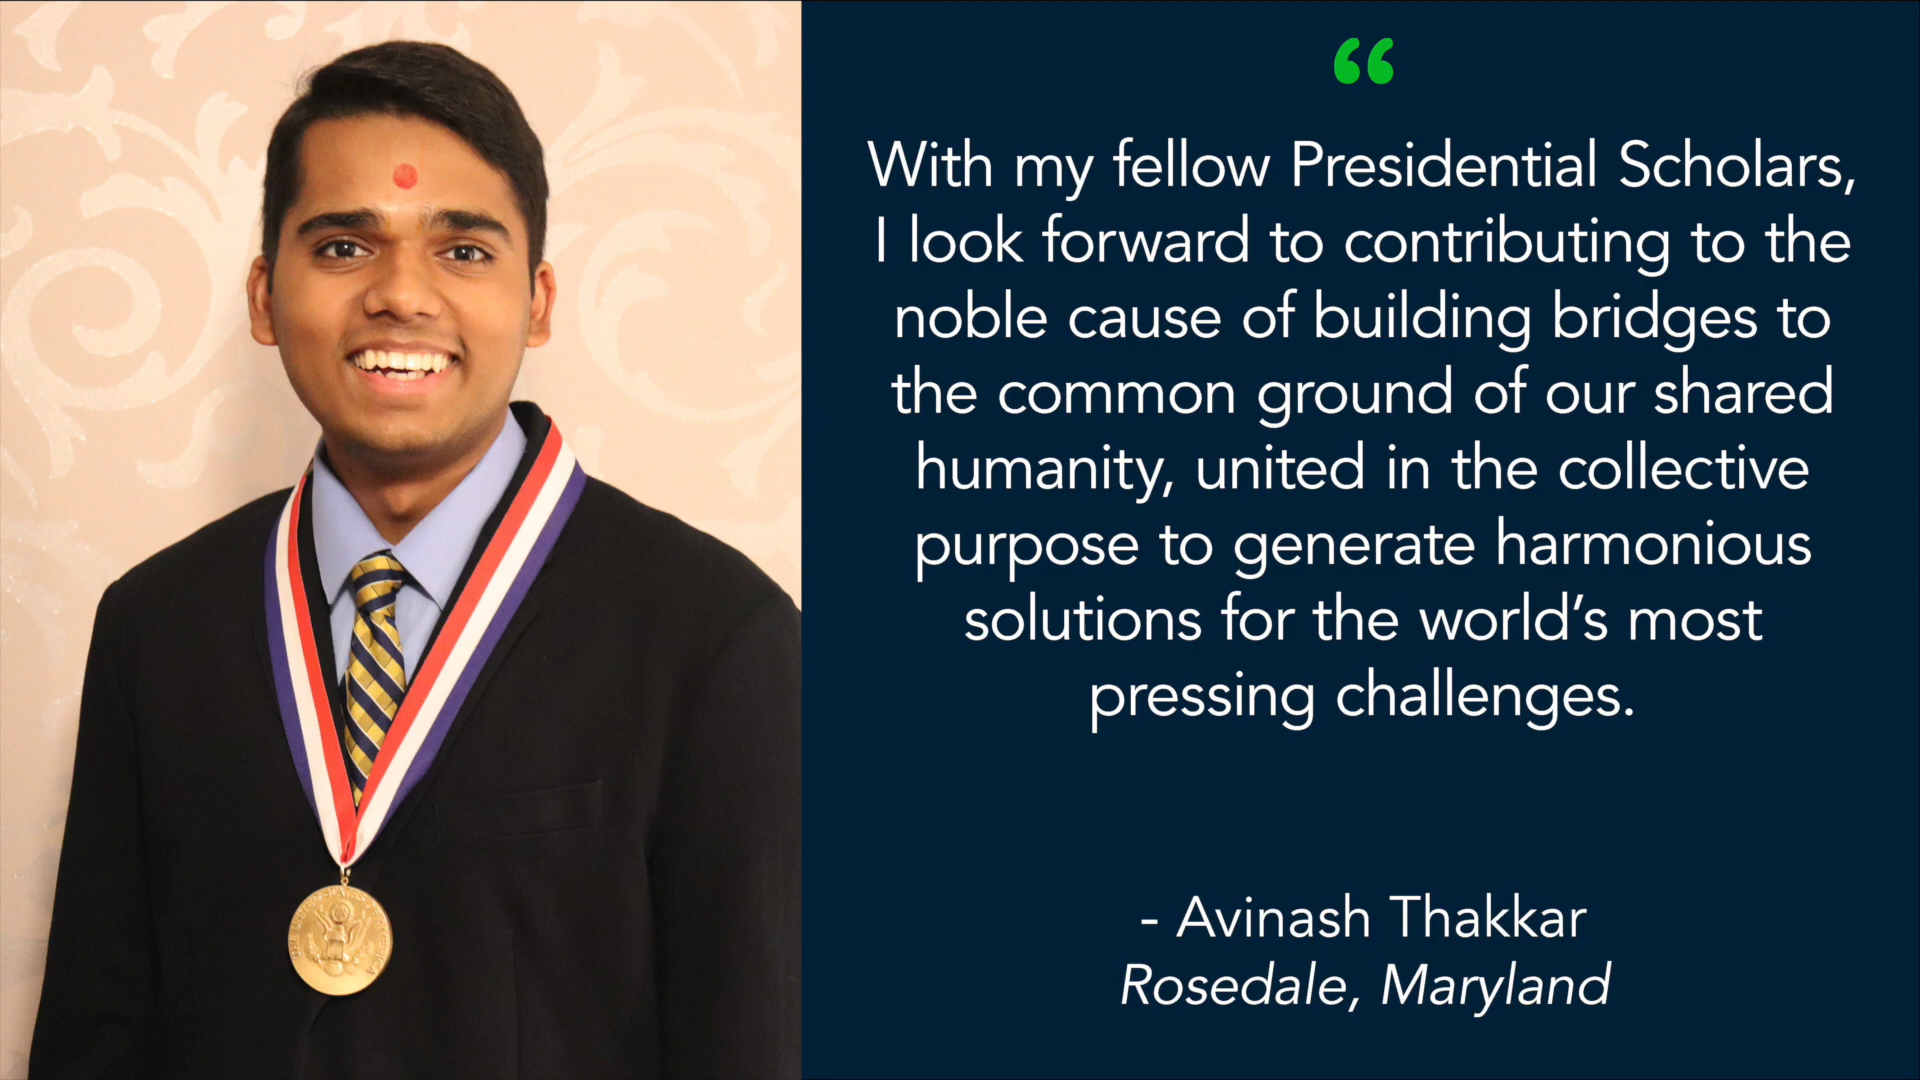 “
With my fellow Presidential Scholars,
I look forward to contributing to the
noble cause of building bridges to
the common ground of our shared
humanity, united in the collective
purpose to generate harmonious
solutions for the world’s most
pressing challenges.
- Avinash Thakkar
Rosedale, Maryland